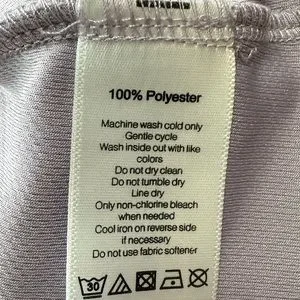 100% Polyester
Machine wash cold only
Gentle cycle
Wash inside out with like
colors
Do not dry clean
Do not tumble dry
Line dry
Only non-chlorine bleach
when needed
Cool iron on reverse side
if necessary
Do not use fabric softener
30